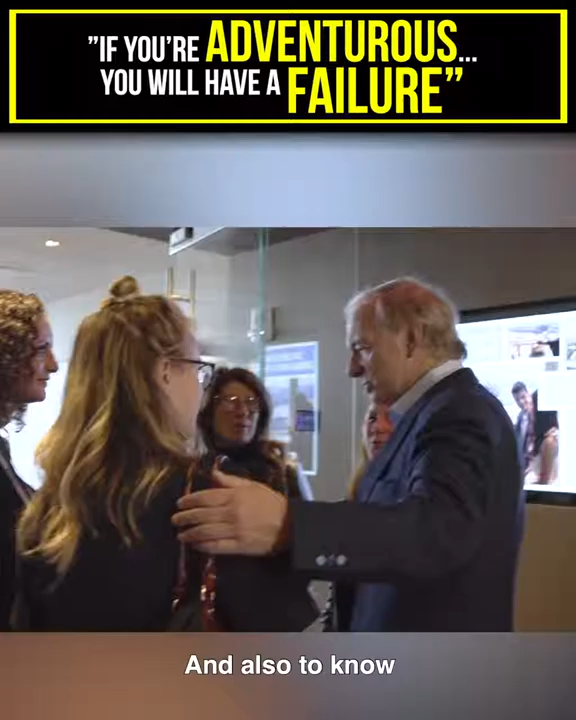 "IF YOU'RE ADVENTUROUS...
YOU WILL HAVE A FAILURE"
And also to know